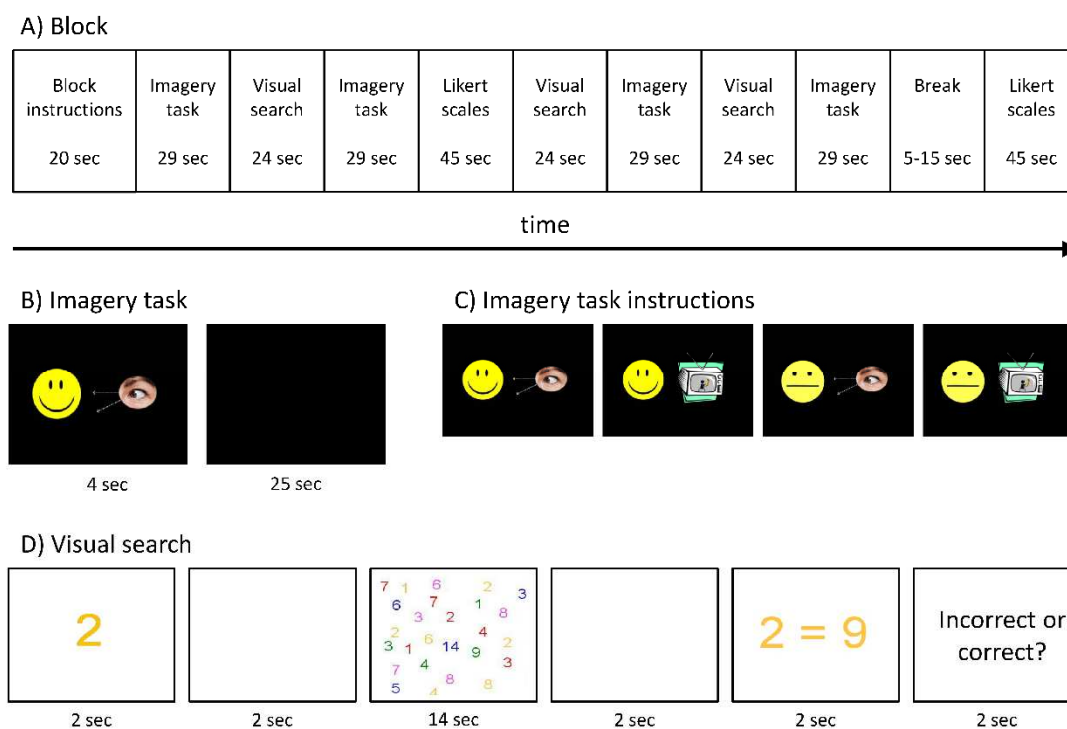 A) Block
Block instructions 20 sec
Imagery task 29 sec
Visual search 24 sec
Imagery task 29 sec
Likert scales 45 sec
Visual search 24 sec
Imagery task 29 sec
Visual search 24 sec
Imagery task 29 sec
Break 5-15 sec
Likert scales 45 sec
time
B) Imagery task
4 sec
25 sec
C) Imagery task instructions
D) Visual search
2
7 1 6 2 3
6 7 1 8
3 2
2 6 4
3 1 14 9 2
7 4 3
5 4 8 8
2 = 9
Incorrect or
correct?
2 sec
2 sec
14 sec
2 sec
2 sec
2 sec